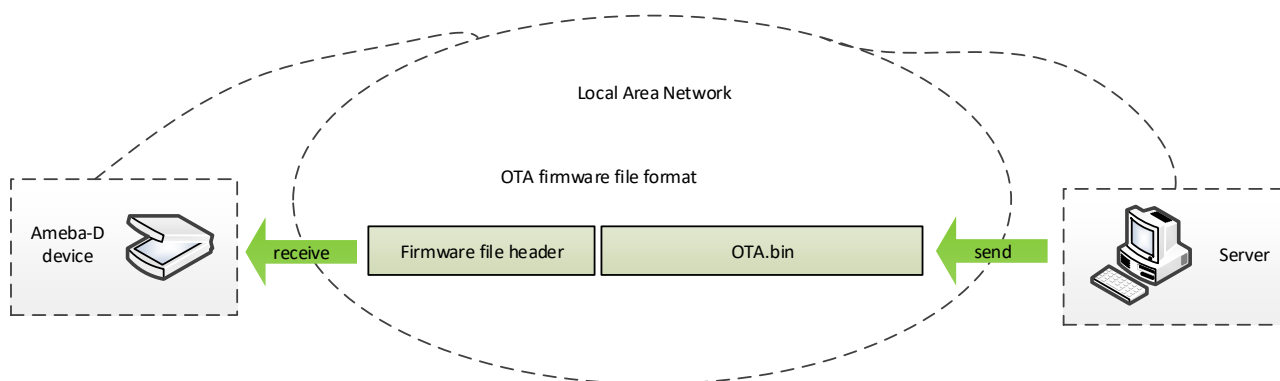 Local Area Network
OTA firmware file format
Ameba-D
device
receive
Firmware file header
OTA.bin
send
Server